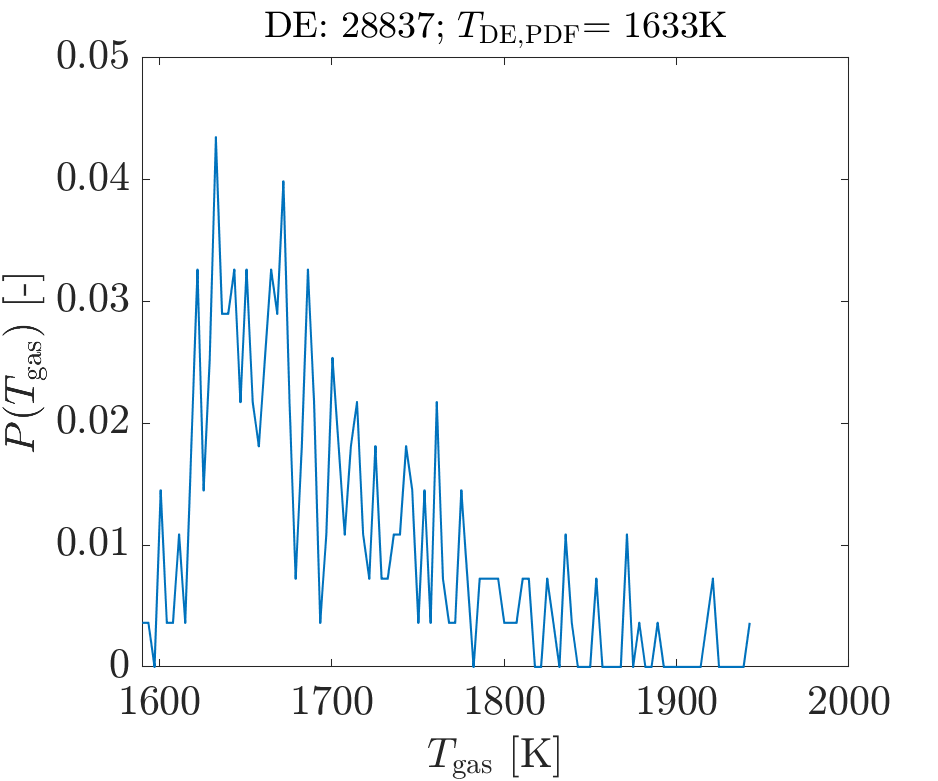 DE: 28837; T_DE,PDF= 1633K
0.05
0.04
0.03
0.02
0.01
0
P(T_gas) [-]
1600 1700 1800 1900 2000
T_gas [K]